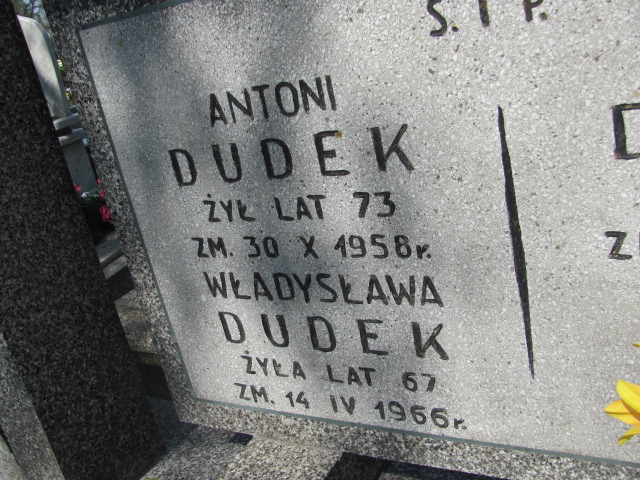 Ś. † P.
ANTONI
DUDEK
ŻYŁ LAT 73
ZM. 30 X 1958 r.
WŁADYSŁAWA
DUDEK
ŻYŁA LAT 67
ZM. 14 IV 1966 r.